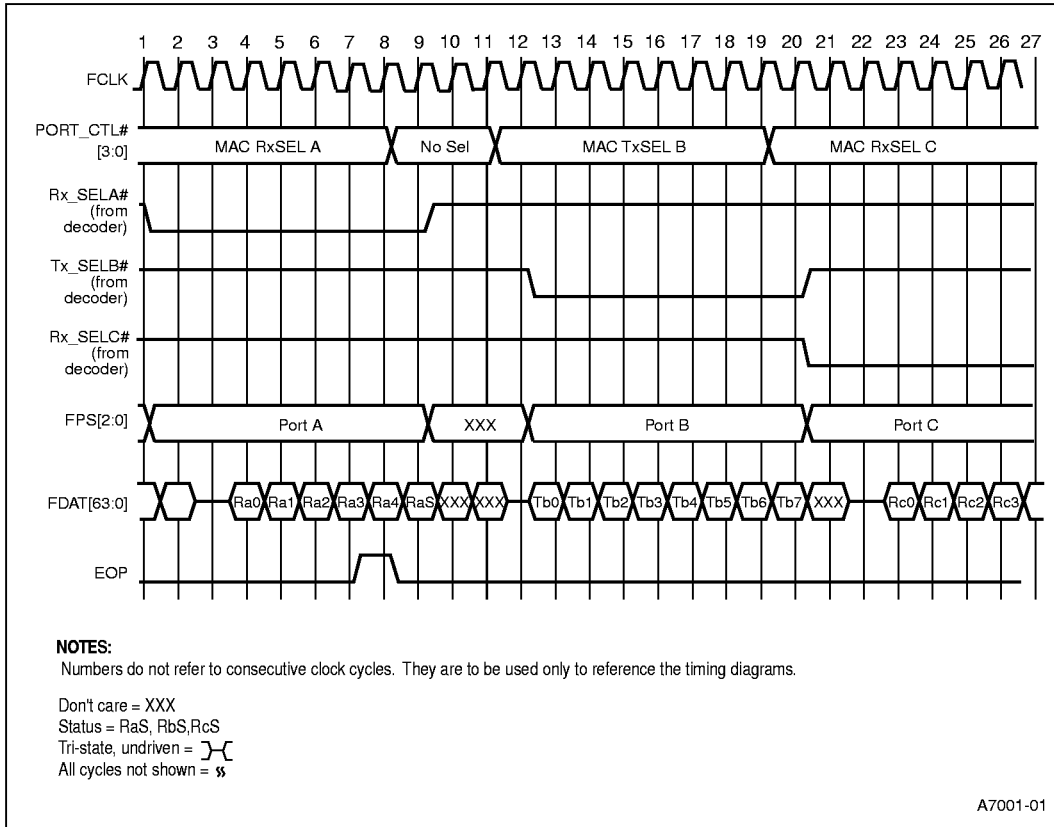 1 2 3 4 5 6 7 8 9 10 11 12 13 14 15 16 17 18 19 20 21 22 23 24 25 26 27
FCLK
PORT_CTL#
[3:0]
MAC RxSEL A No Sel MAC TxSEL B MAC RxSEL C
Rx_SELA#
(from
decoder)
Tx_SELB#
(from
decoder)
Rx_SELC#
(from
decoder)
FPS[2:0] Port A XXX Port B Port C
FDAT[63:0] Ra0 Ra1 Ra2 Ra3 Ra4 RaS XXX XXX Tb0 Tb1 Tb2 Tb3 Tb4 Tb5 Tb6 Tb7 XXX Rc0 Rc1 Rc2 Rc3
EOP
NOTES:
Numbers do not refer to consecutive clock cycles. They are to be used only to reference the timing diagrams.
Don't care = XXX
Status = RaS, RbS,RcS
Tri-state, undriven =
All cycles not shown =
A7001-01